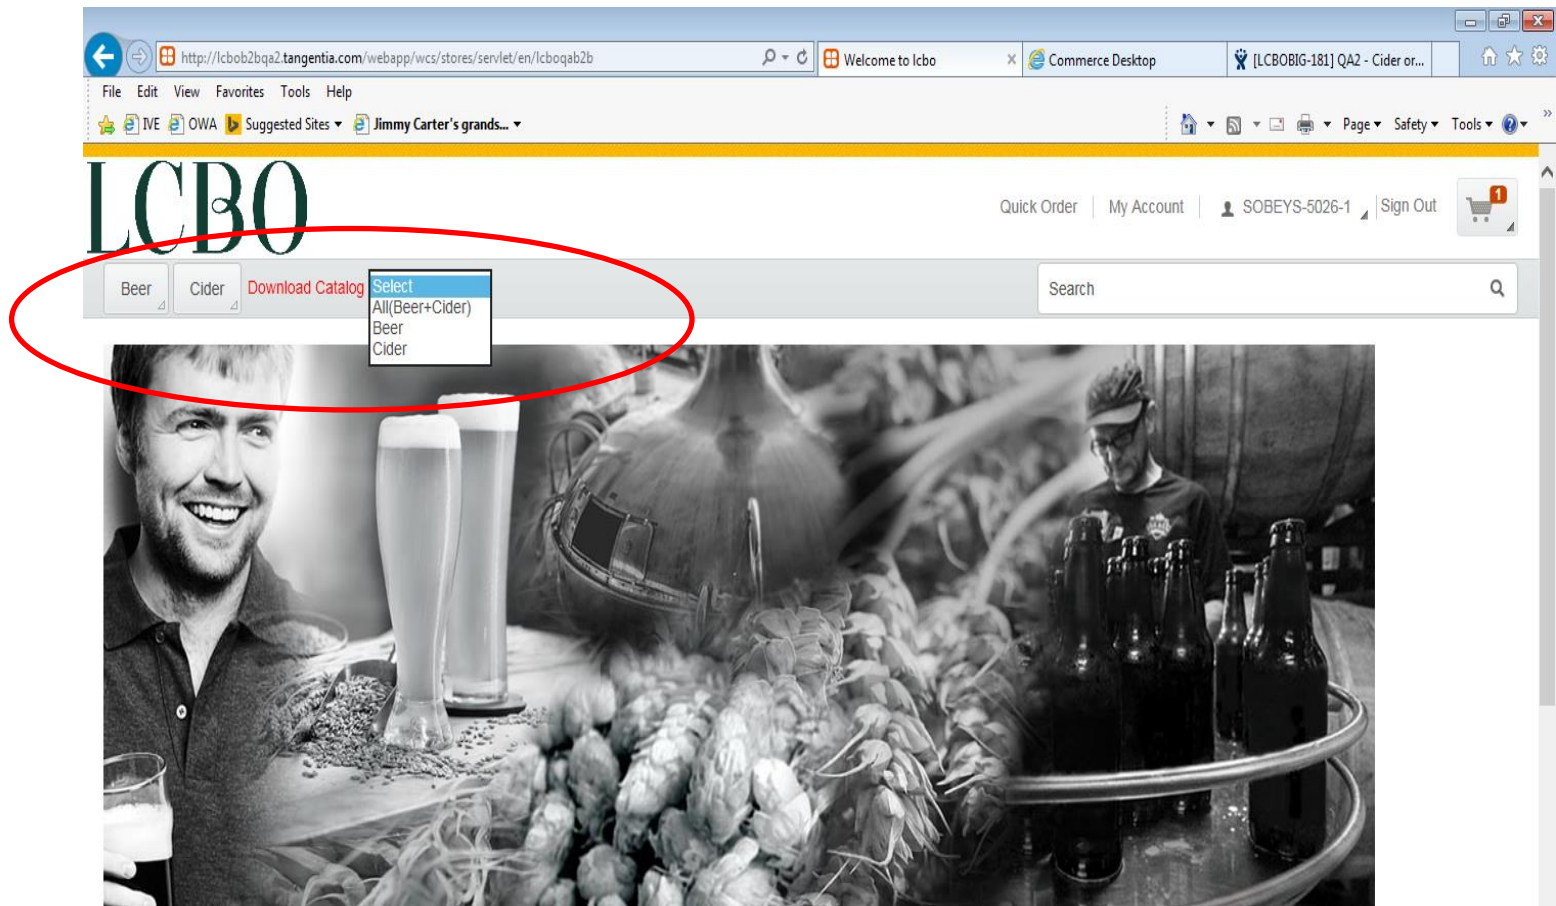 http://lcbob2bqa2.tangentia.com/webapp/wcs/stores/servlet/en/lcboqab2b
Welcome to lcbo
Commerce Desktop
[LCBOBIG-181] QA2 - Cider or...
File Edit View Favorites Tools Help
IVE OWA Suggested Sites Jimmy Carter's grands...
Page Safety Tools
LCBO
Quick Order My Account SOBEYS-5026-1 Sign Out 1
Beer Cider Download Catalog Select
All(Beer+Cider)
Beer
Cider
Search